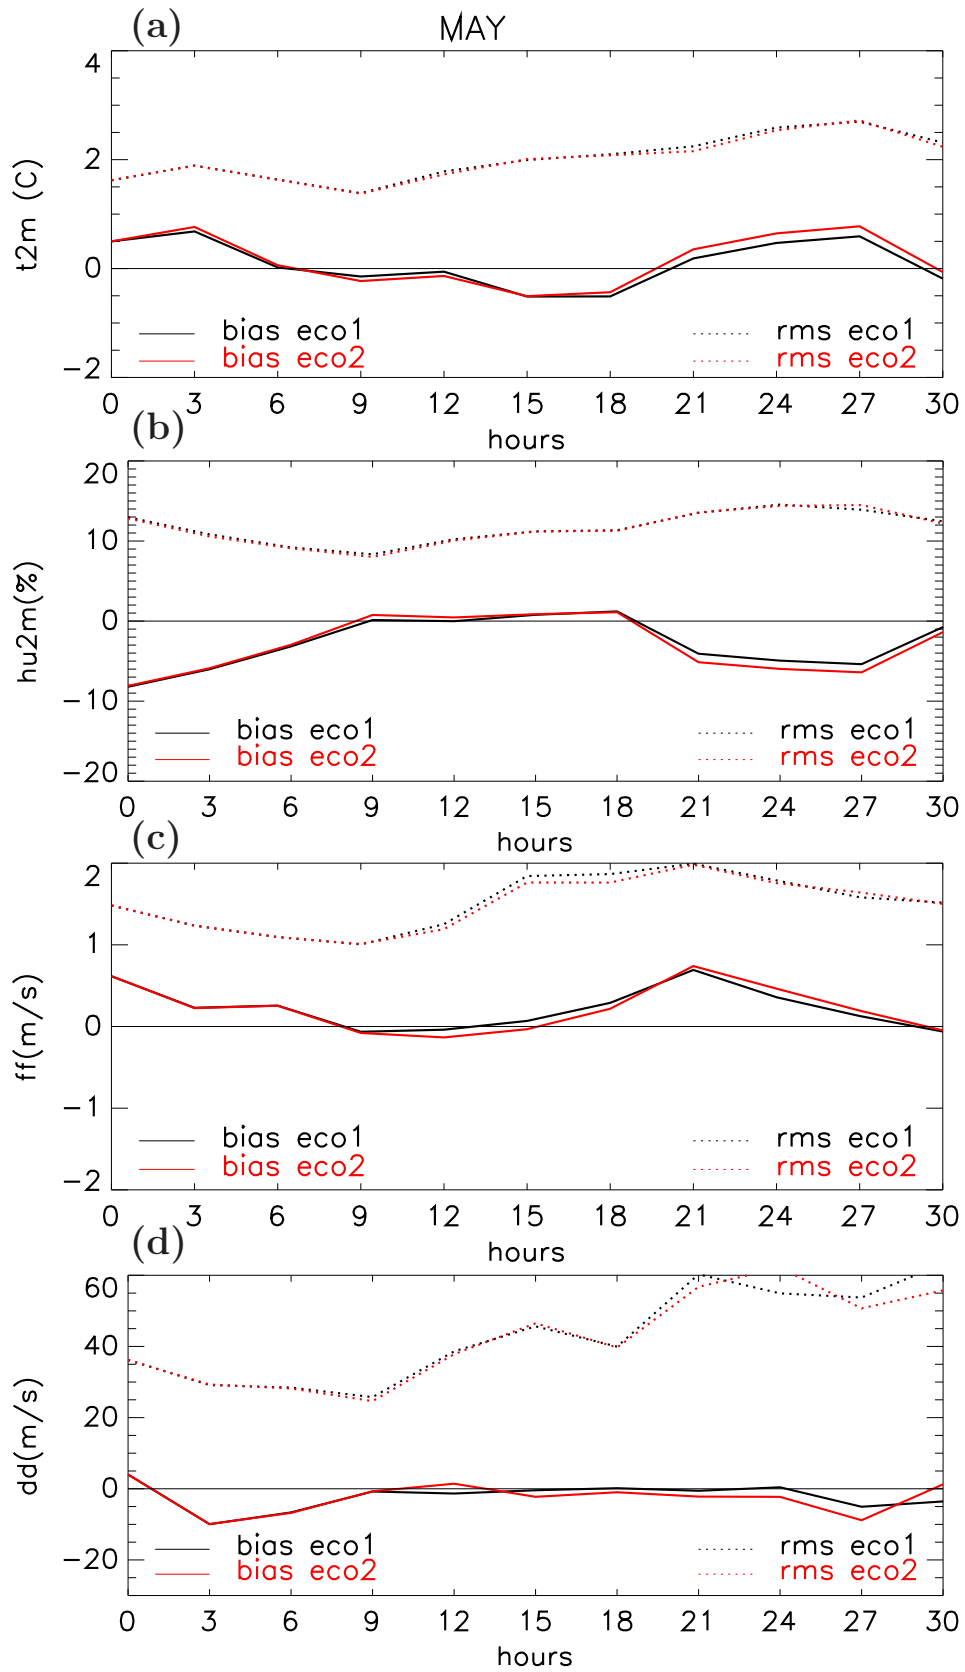 (a) MAY
4
2
0
−2
t2m (C)
bias eco1 rms eco1
bias eco2 rms eco2
0 3 6 9 12 15 18 21 24 27 30
hours
(b)
20
10
0
−10
−20
hu2m(%)
bias eco1 rms eco1
bias eco2 rms eco2
0 3 6 9 12 15 18 21 24 27 30
hours
(c)
2
1
0
−1
−2
ff(m/s)
bias eco1 rms eco1
bias eco2 rms eco2
0 3 6 9 12 15 18 21 24 27 30
hours
(d)
60
40
20
0
−20
dd(m/s)
bias eco1 rms eco1
bias eco2 rms eco2
0 3 6 9 12 15 18 21 24 27 30
hours